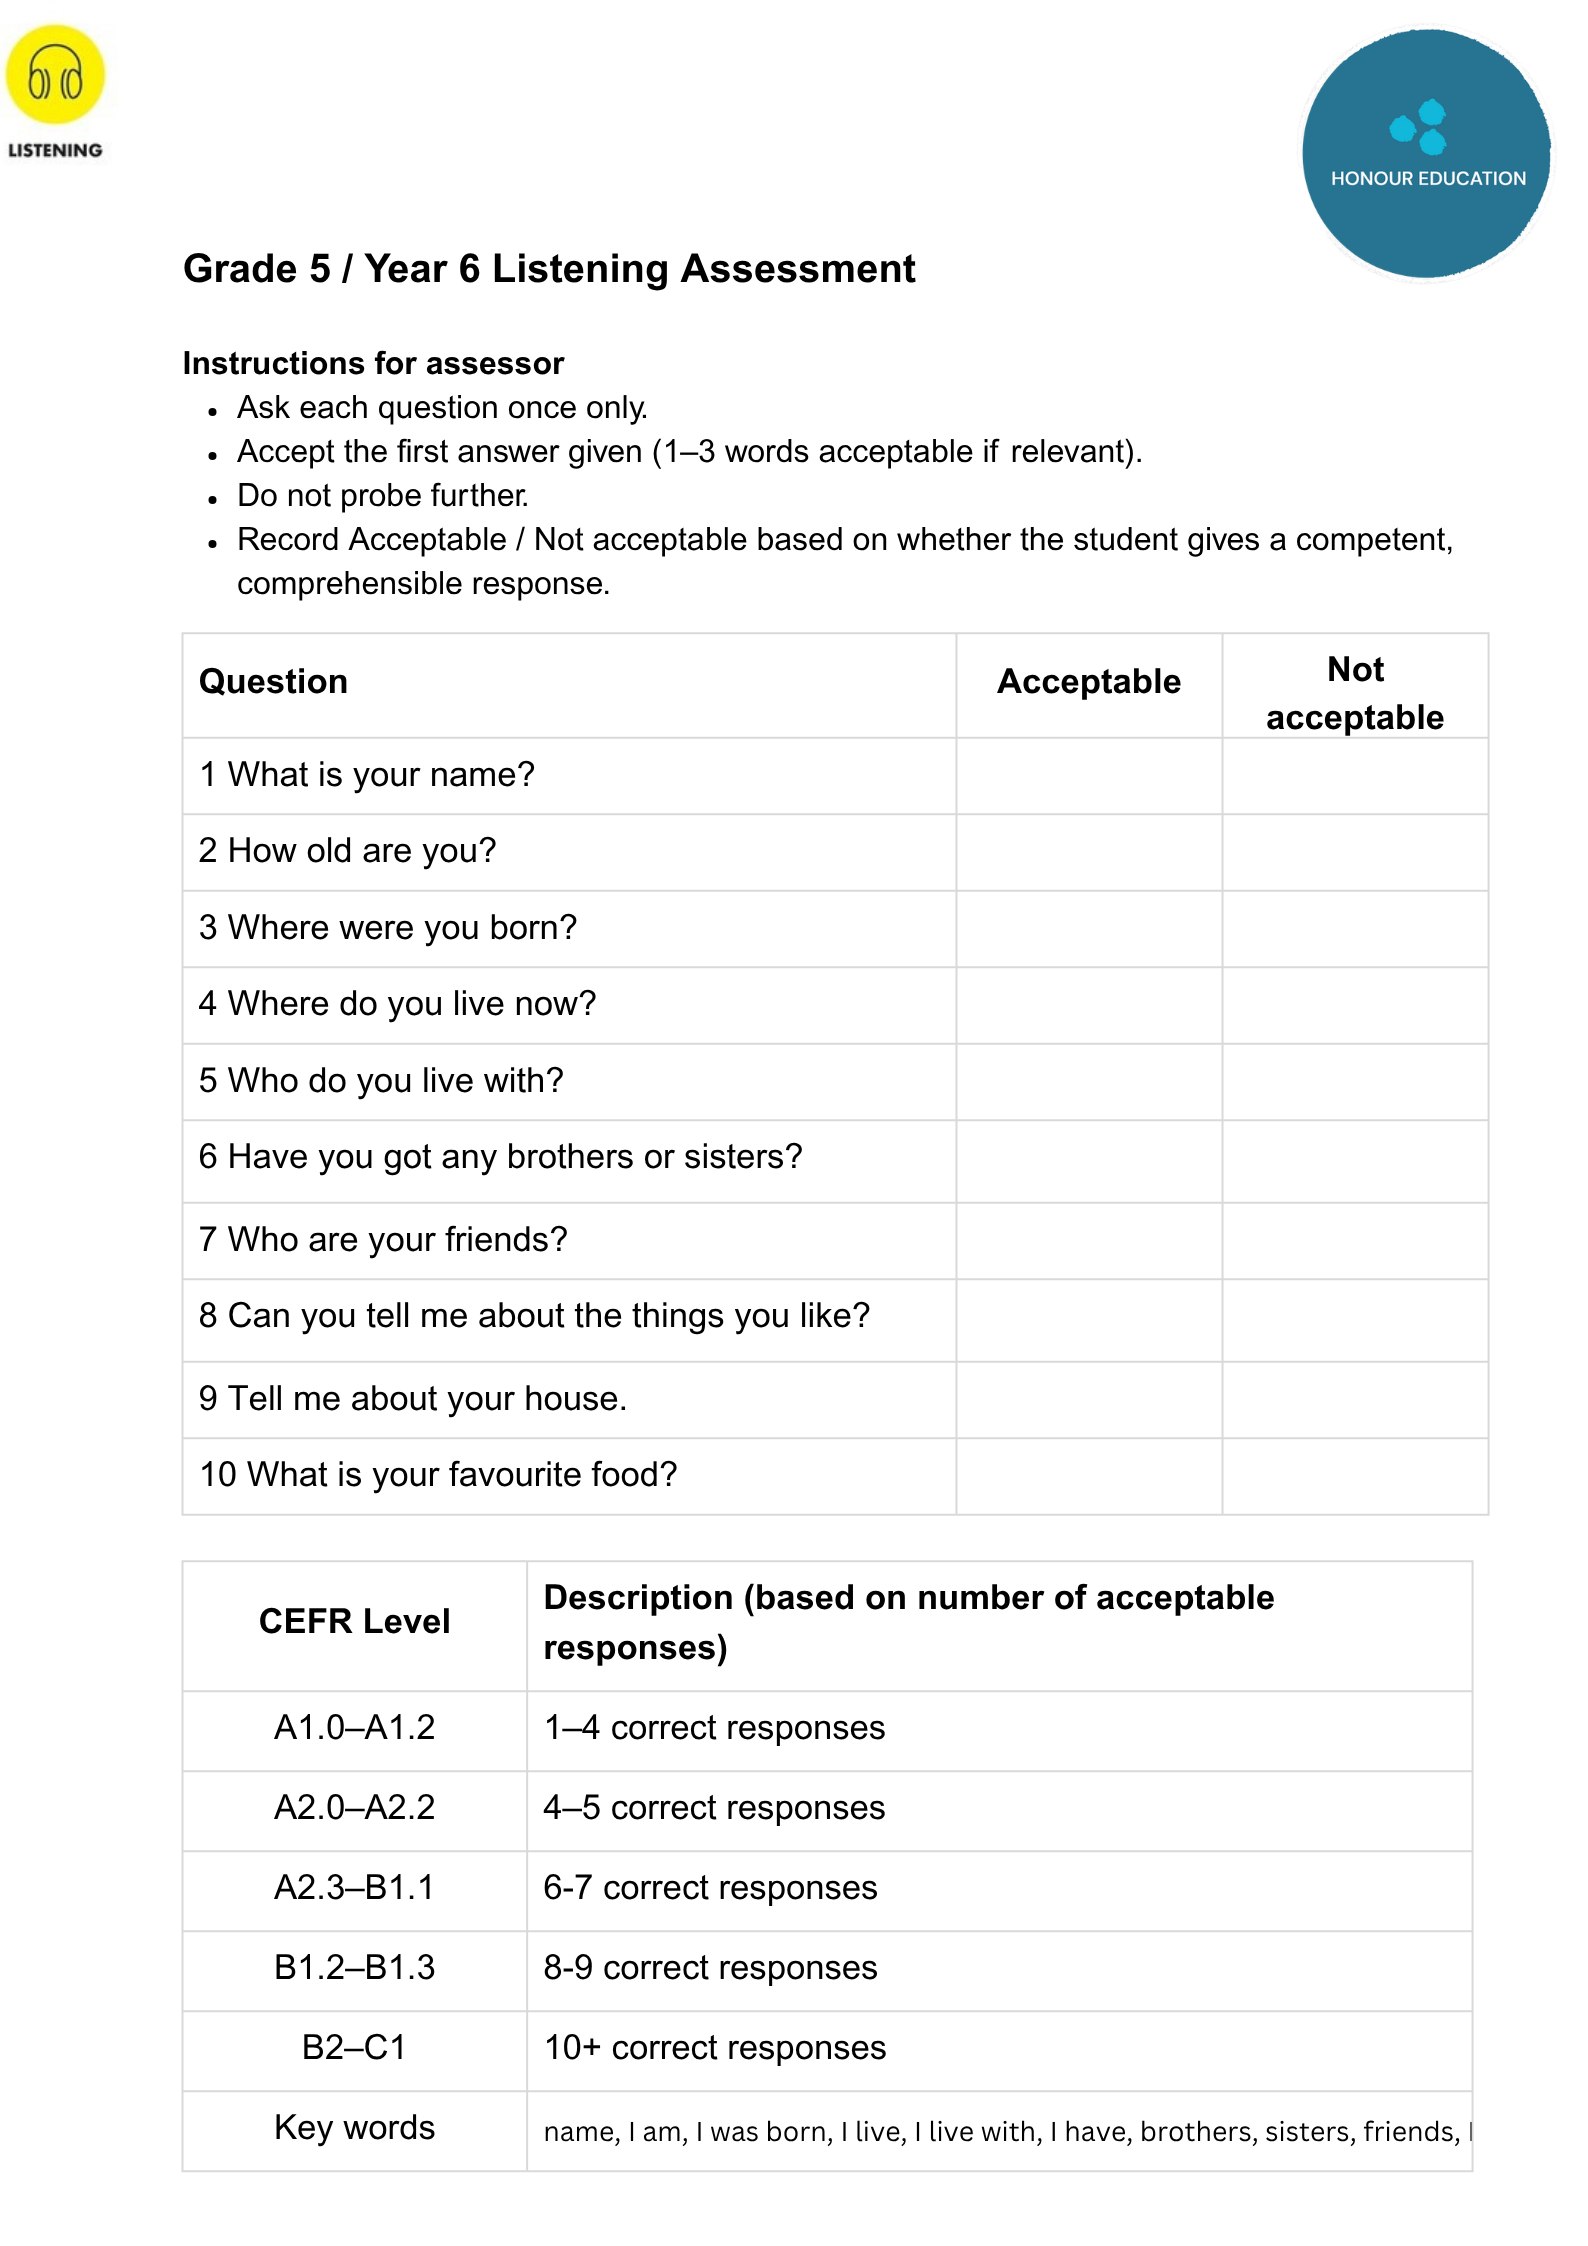 LISTENING
HONOUR EDUCATION
Grade 5 / Year 6 Listening Assessment
Instructions for assessor
• Ask each question once only.
• Accept the first answer given (1–3 words acceptable if relevant).
• Do not probe further.
• Record Acceptable / Not acceptable based on whether the student gives a competent,
comprehensible response.
Question Acceptable Not
acceptable
1 What is your name?
2 How old are you?
3 Where were you born?
4 Where do you live now?
5 Who do you live with?
6 Have you got any brothers or sisters?
7 Who are your friends?
8 Can you tell me about the things you like?
9 Tell me about your house.
10 What is your favourite food?
CEFR Level Description (based on number of acceptable
responses)
A1.0–A1.2 1–4 correct responses
A2.0–A2.2 4–5 correct responses
A2.3–B1.1 6-7 correct responses
B1.2–B1.3 8-9 correct responses
B2–C1 10+ correct responses
Key words name, I am, I was born, I live, I live with, I have, brothers, sisters, friends,